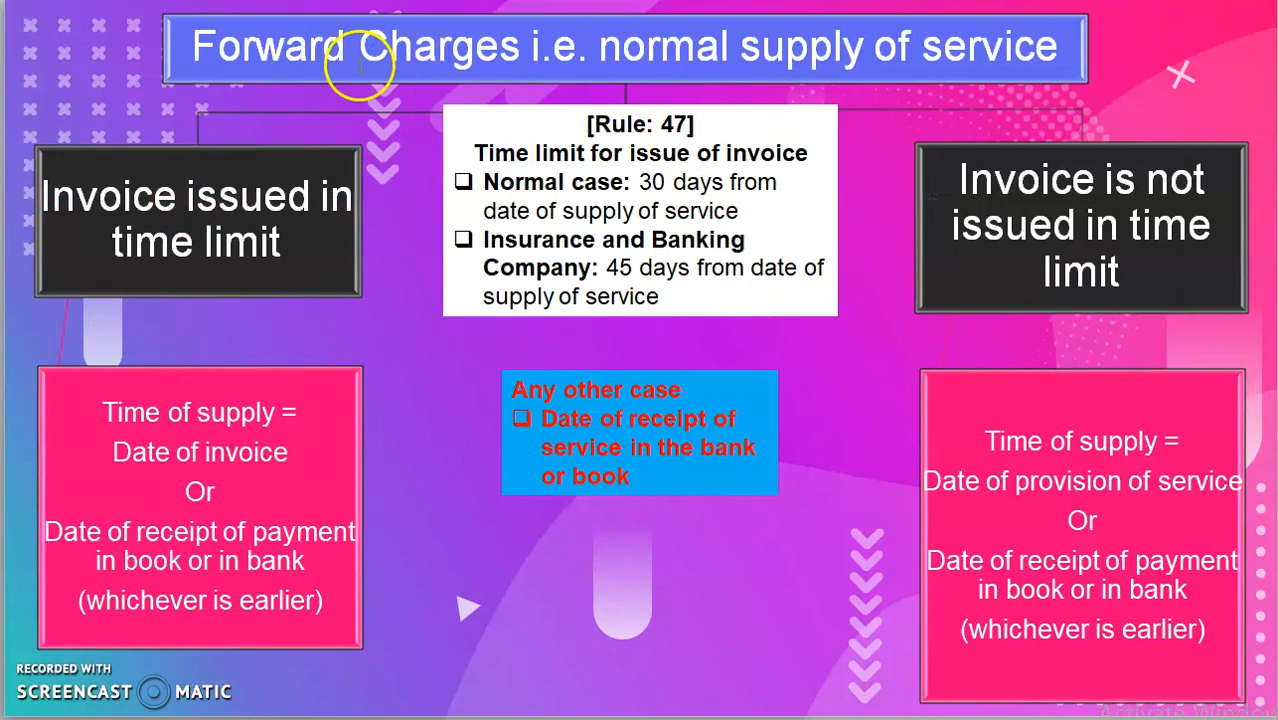 Forward Charges i.e. normal supply of service
[Rule: 47]
Time limit for issue of invoice
❑ Normal case: 30 days from
date of supply of service
❑ Insurance and Banking
Company: 45 days from date of
supply of service
Invoice issued in
time limit
Invoice is not
issued in time
limit
Time of supply =
Date of invoice
Or
Date of receipt of payment
in book or in bank
(whichever is earlier)
Any other case
❑ Date of receipt of
service in the bank
or book
Time of supply =
Date of provision of service
Or
Date of receipt of payment
in book or in bank
(whichever is earlier)
RECORDED WITH
SCREENCAST MATIC